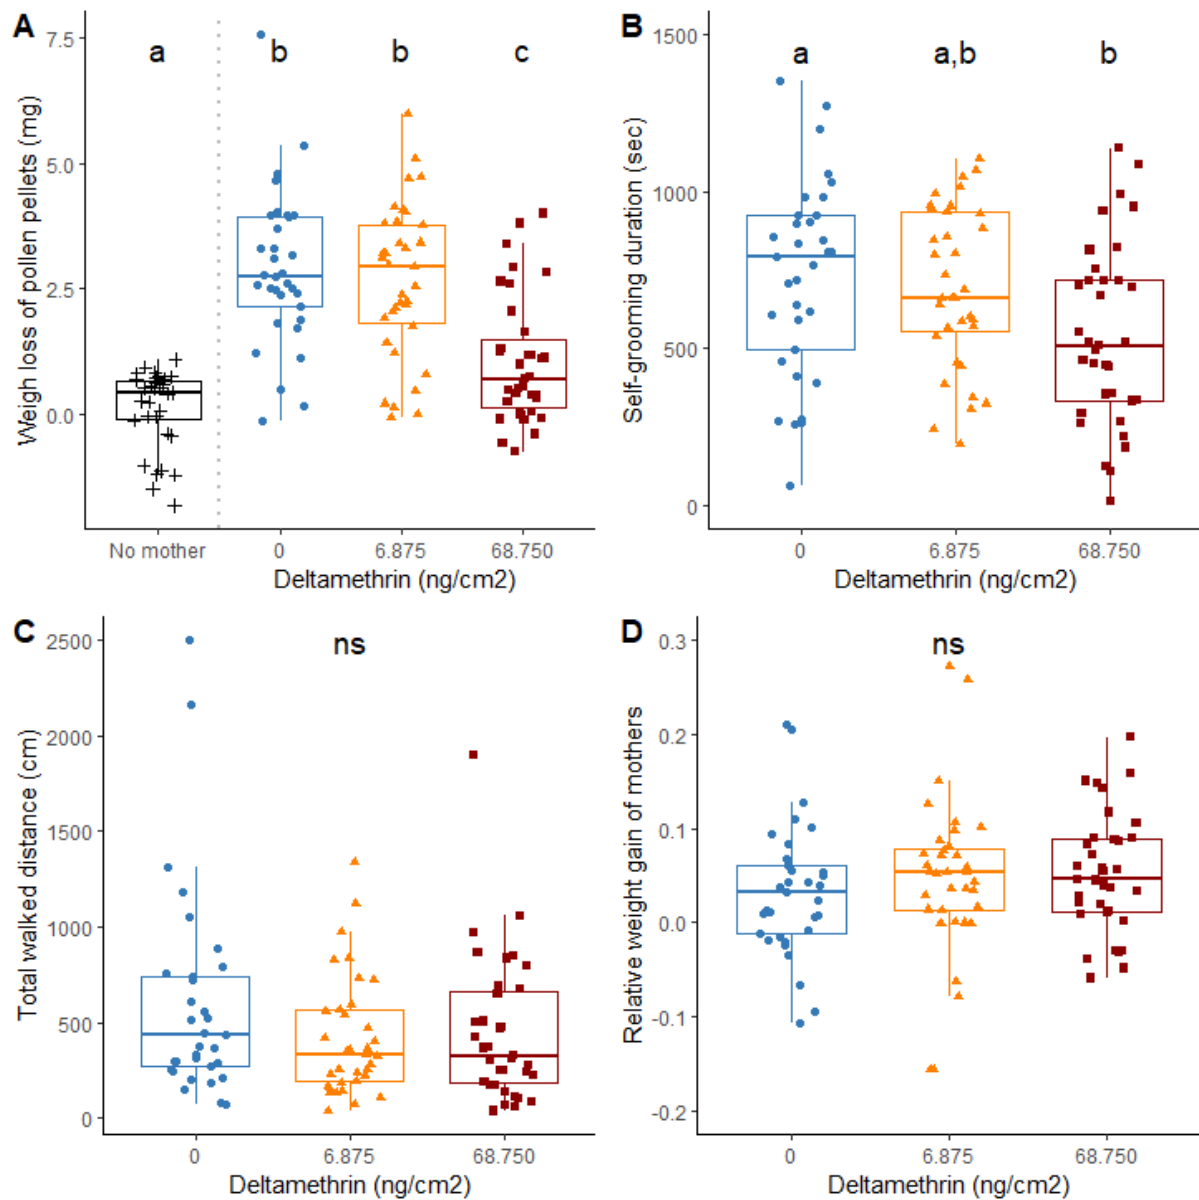 A
Weigh loss of pollen pellets (mg)
7.5
5.0
2.5
0.0
a
b
b
c
No mother
0
6.875
68.750
Deltamethrin (ng/cm2)
B
Self-grooming duration (sec)
1500
1000
500
0
a
a,b
b
0
6.875
68.750
Deltamethrin (ng/cm2)
C
Total walked distance (cm)
2500
2000
1500
1000
500
0
ns
0
6.875
68.750
Deltamethrin (ng/cm2)
D
Relative weight gain of mothers
0.3
0.2
0.1
0.0
-0.1
-0.2
ns
0
6.875
68.750
Deltamethrin (ng/cm2)